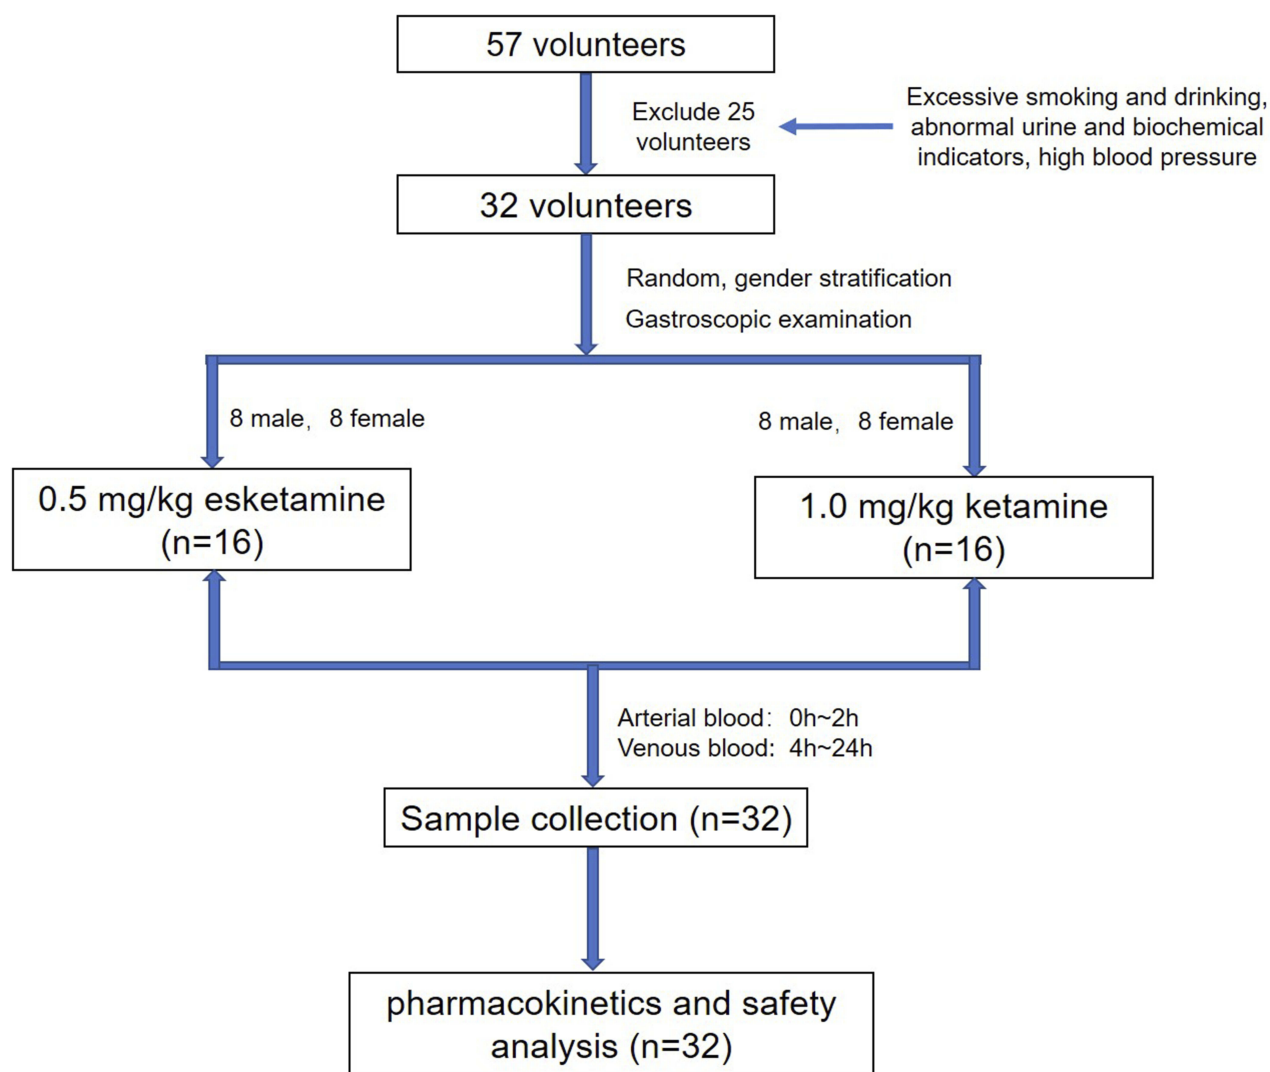 57 volunteers
Exclude 25
volunteers
Excessive smoking and drinking,
abnormal urine and biochemical
indicators, high blood pressure
32 volunteers
Random, gender stratification
Gastroscopic examination
8 male, 8 female
8 male, 8 female
0.5 mg/kg esketamine
(n=16)
1.0 mg/kg ketamine
(n=16)
Arterial blood: 0h~2h
Venous blood: 4h~24h
Sample collection (n=32)
pharmacokinetics and safety
analysis (n=32)